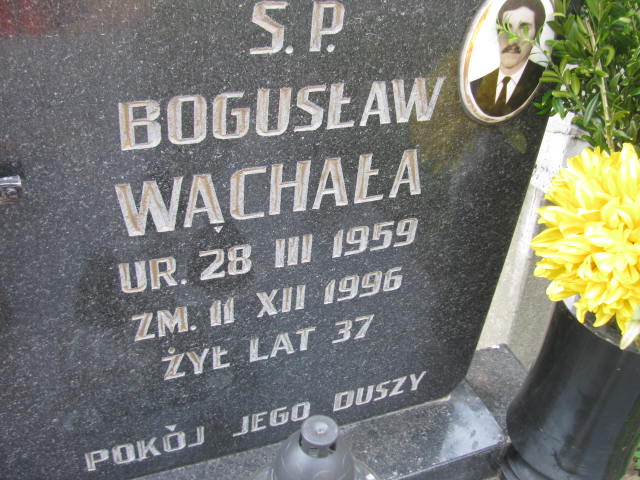 Ś.P.
BOGUSŁAW
WĄCHAŁA
UR. 28 III 1959
ZM. 11 XII 1996
ŻYŁ LAT 37
POKÓJ JEGO DUSZY